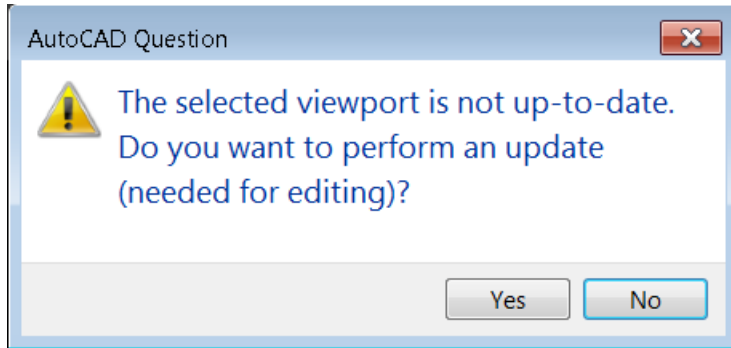 AutoCAD Question
The selected viewport is not up-to-date.
Do you want to perform an update
(needed for editing)?
Yes No